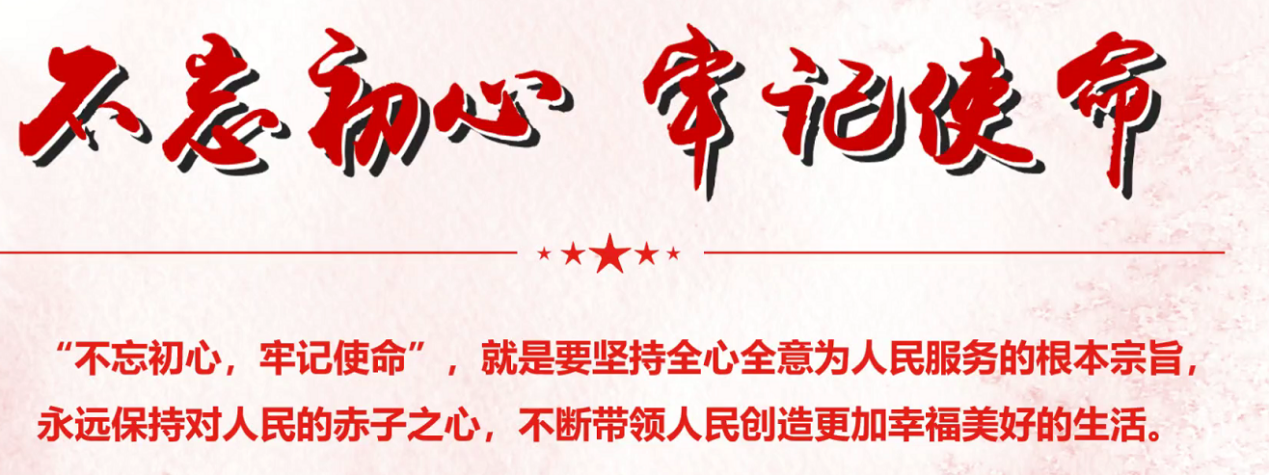 不忘初心 牢记使命
“不忘初心，牢记使命”，就是要坚持全心全意为人民服务的根本宗旨，
永远保持对人民的赤子之心，不断带领人民创造更加幸福美好的生活。